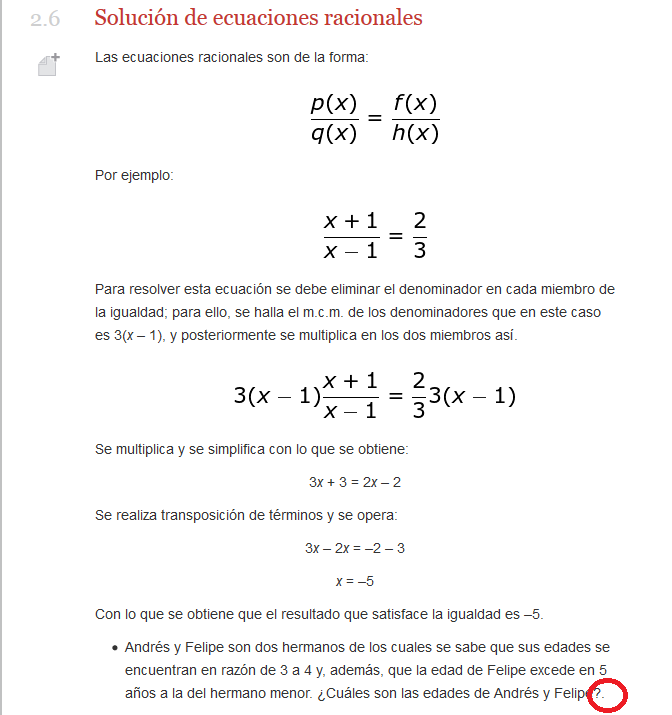 2.6 Solución de ecuaciones racionales
Las ecuaciones racionales son de la forma:
p(x)/q(x) = f(x)/h(x)
Por ejemplo:
x + 1/x – 1 = 2/3
Para resolver esta ecuación se debe eliminar el denominador en cada miembro de
la igualdad; para ello, se halla el m.c.m. de los denominadores que en este caso
es 3(x – 1), y posteriormente se multiplica en los dos miembros así.
3(x – 1) x + 1/x – 1 = 2/3 3(x – 1)
Se multiplica y se simplifica con lo que se obtiene:
3x + 3 = 2x – 2
Se realiza transposición de términos y se opera:
3x – 2x = –2 – 3
x = –5
Con lo que se obtiene que el resultado que satisface la igualdad es –5.
• Andrés y Felipe son dos hermanos de los cuales se sabe que sus edades se
encuentran en razón de 3 a 4 y, además, que la edad de Felipe excede en 5
años a la del hermano menor. ¿Cuáles son las edades de Andrés y Felipe?.